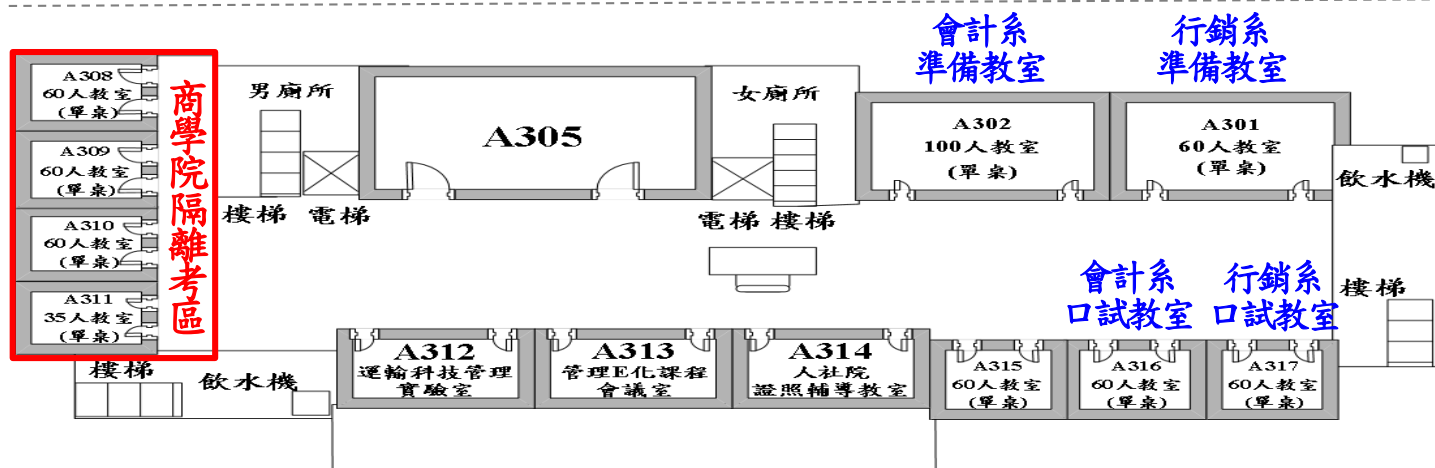 會計系
準備教室
行銷系
準備教室
A308
60人教室
(單桌)
A309
60人教室
(單桌)
A310
60人教室
(單桌)
A311
35人教室
(單桌)
商學院隔離考區
男廁所
樓梯
電梯
A305
女廁所
電梯
樓梯
A302
100人教室
(單桌)
A301
60人教室
(單桌)
飲水機
樓梯
會計系
口試教室
行銷系
口試教室
樓梯
飲水機
A312
運輸科技管理
實驗室
A313
管理E化課程
會議室
A314
人社院
證照輔導教室
A315
60人教室
(單桌)
A316
60人教室
(單桌)
A317
60人教室
(單桌)